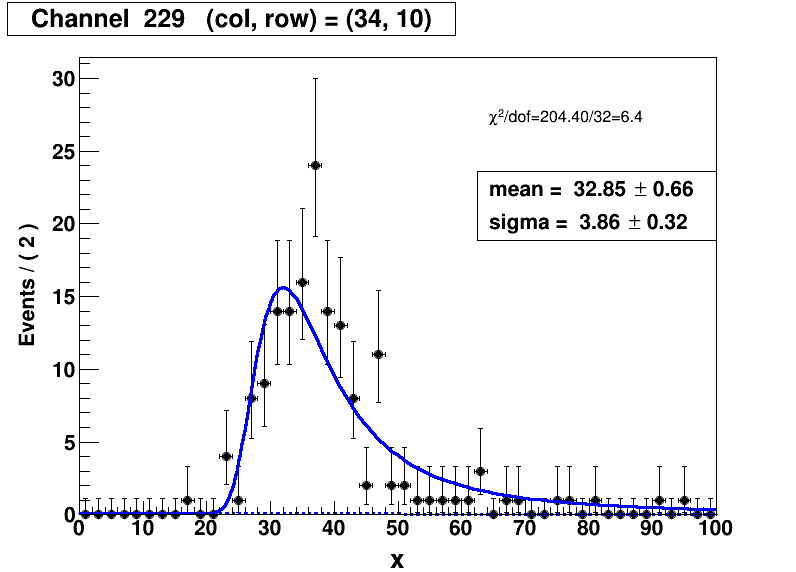 Channel 229 (col, row) = (34, 10)
χ²/dof=204.40/32=6.4
mean = 32.85 ± 0.66
sigma = 3.86 ± 0.32
Events / ( 2 )
30
25
20
15
10
5
0
0 10 20 30 40 50 60 70 80 90 100
x